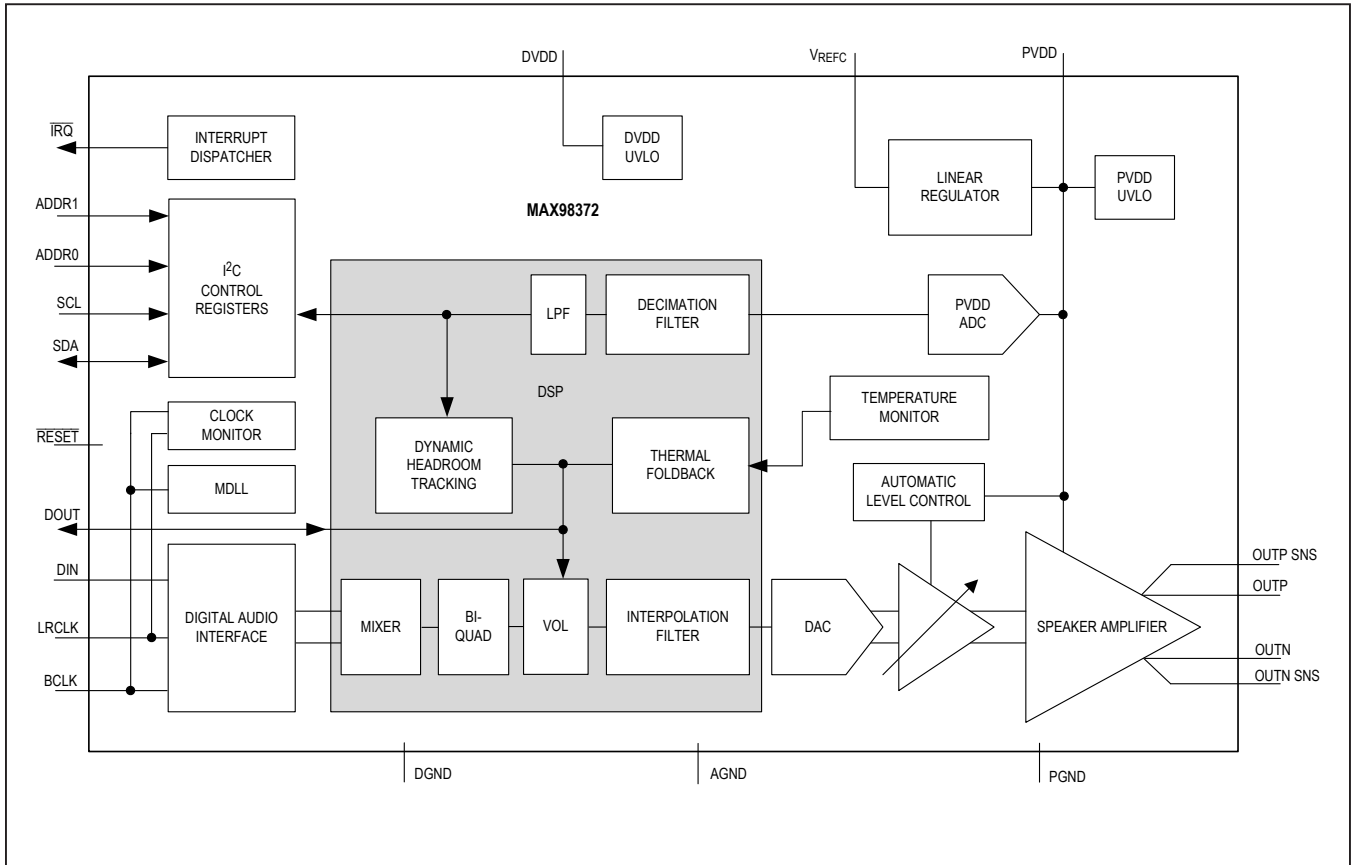 DVDD
VREFC
PVDD
IRQ
INTERRUPT
DISPATCHER
DVDD
UVLO
LINEAR
REGULATOR
PVDD
UVLO
MAX98372
ADDR1
ADDR0
SCL
SDA
I2C
CONTROL
REGISTERS
LPF
DECIMATION
FILTER
PVDD
ADC
DSP
TEMPERATURE
MONITOR
CLOCK
MONITOR
RESET
DYNAMIC
HEADROOM
TRACKING
THERMAL
FOLDBACK
MDLL
AUTOMATIC
LEVEL CONTROL
DOUT
DIN
LRCLK
BCLK
DIGITAL AUDIO
INTERFACE
MIXER
BI-
QUAD
VOL
INTERPOLATION
FILTER
DAC
SPEAKER AMPLIFIER
OUTP SNS
OUTP
OUTN
OUTN SNS
DGND
AGND
PGND